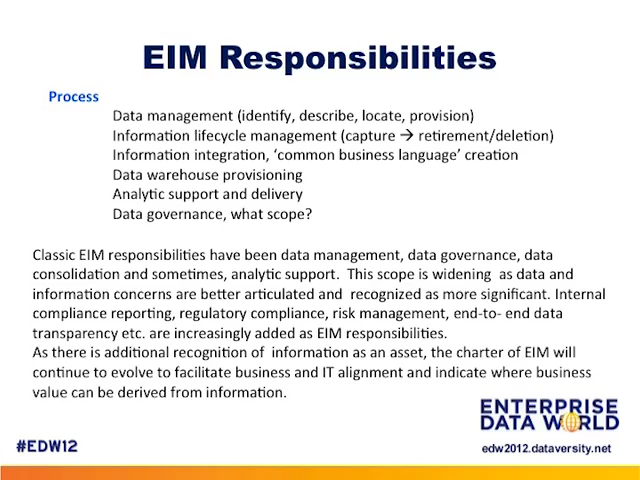 EIM Responsibilities
Process
Data management (identify, describe, locate, provision)
Information lifecycle management (capture → retirement/deletion)
Information integration, ‘common business language’ creation
Data warehouse provisioning
Analytic support and delivery
Data governance, what scope?
Classic EIM responsibilities have been data management, data governance, data
consolidation and sometimes, analytic support.  This scope is widening  as data and
information concerns are better articulated and  recognized as more significant. Internal
compliance reporting, regulatory compliance, risk management, end-to- end data
transparency etc. are increasingly added as EIM responsibilities.
As there is additional recognition of  information as an asset, the charter of EIM will
continue to evolve to facilitate business and IT alignment and indicate where business
value can be derived from information.
ENTERPRISE
DATA WORLD
#EDW12
edw2012.dataversity.net